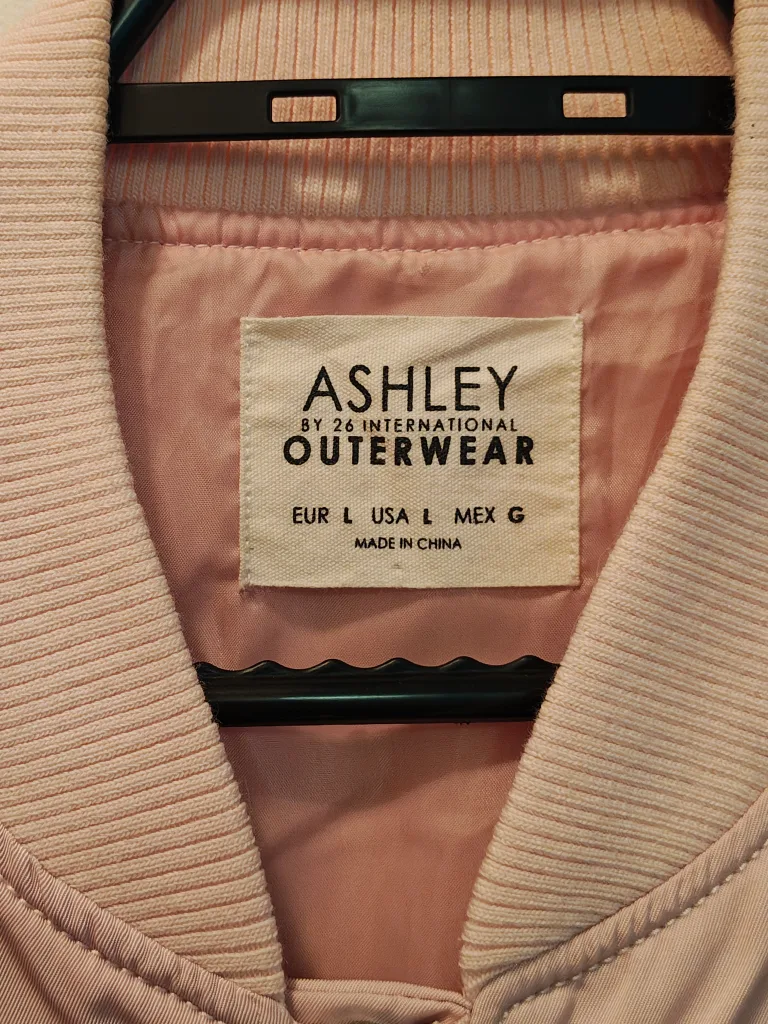 ASHLEY
BY 26 INTERNATIONAL
OUTERWEAR
EUR L USA L MEX G
MADE IN CHINA